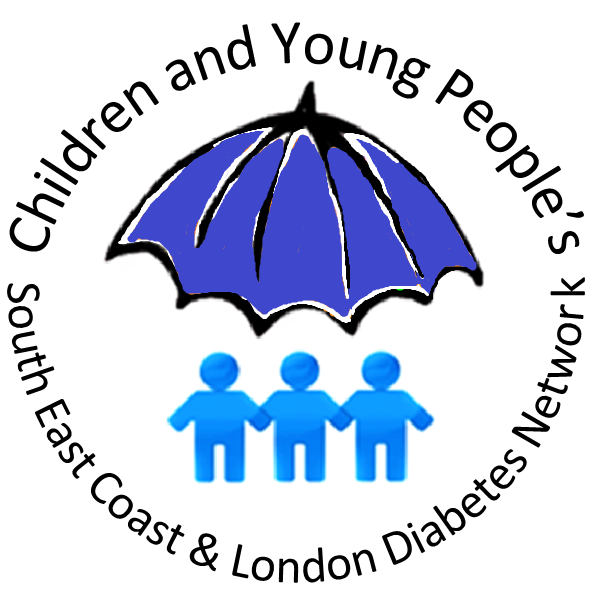 Children and Young People's
South East Coast & London Diabetes Network